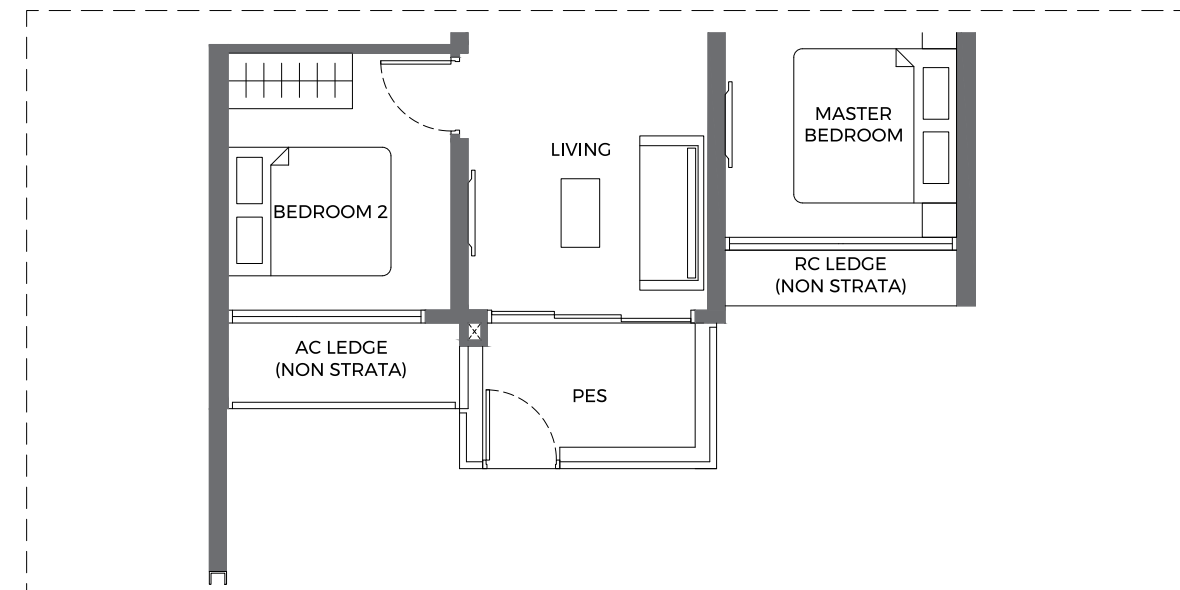 MASTER
BEDROOM
LIVING
BEDROOM 2
RC LEDGE
(NON STRATA)
AC LEDGE
(NON STRATA)
PES